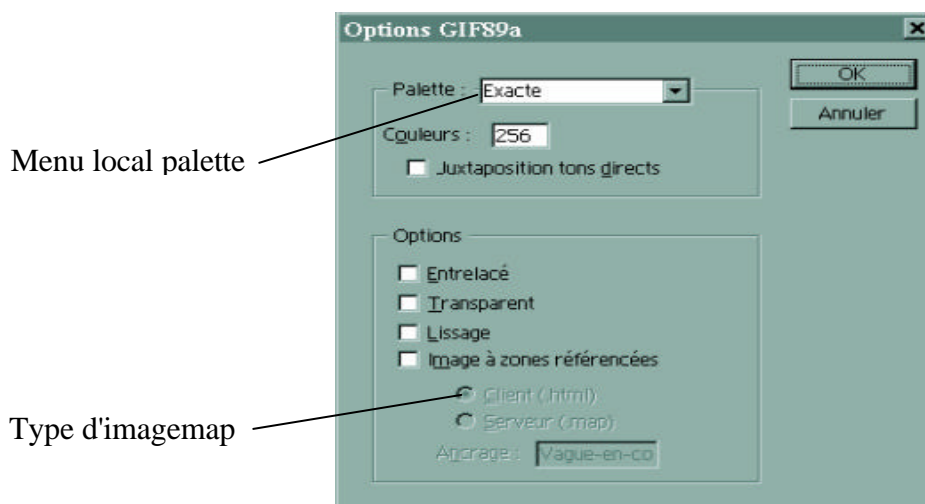 Options GIF89a
Palette : Exacte
OK
Annuler
Couleurs : 256
Menu local palette
Juxtaposition tons directs
Options
Entrelacé
Transparent
Lissage
Image à zones référencées
Client (.html)
Type d'imagemap
Serveur (.map)
Ancrage : Vague-en-co